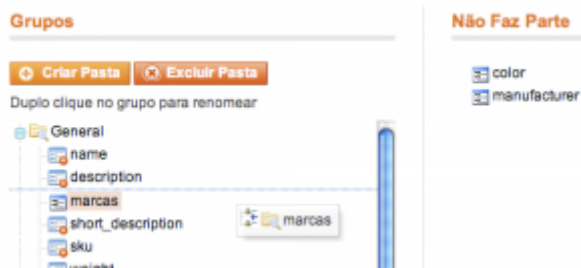 Grupos
Criar Pasta
Excluir Pasta
Duplo clique no grupo para renomear
General
name
description
marcas
short_description
marcas
sku
weight
Não Faz Parte
color
manufacturer